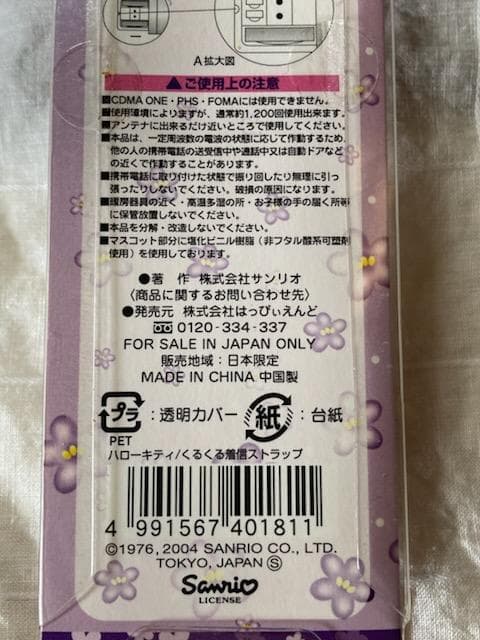 A拡大図
▲ご使用上の注意
■CDMA ONE・PHS・FOMAには使用できません。
■使用環境によりますが、通常約1,200回使用出来ます。
■アンテナに出来るだけ近いところで使用してください。
■本品は、一定周波数の電波の状態に応じて作動するため、
他の人の携帯電話の送受信中や通話中又は自動ドアなど
の近くで作動することがあります。
■携帯電話に取り付けた状態で振り回したり無理に引っ
張ったりしないでください。破損の原因になります。
■暖房器具の近く・高温多湿の所・お子様の手の届く所等
に保管放置しないでください。
■本品を分解・改造しないでください。
■マスコット部分に塩化ビニル樹脂（非フタル酸系可塑剤
使用）を使用しております。
●著 作 株式会社サンリオ
〈商品に関するお問い合わせ先〉
●発売元 株式会社はっぴぃえんど
0120-334-337
FOR SALE IN JAPAN ONLY
販売地域：日本限定
MADE IN CHINA 中国製
プラ：透明カバー 紙：台紙
PET
ハローキティ/くるくる着信ストラップ
4 991567 401811
©1976, 2004 SANRIO CO., LTD.
TOKYO, JAPAN Ⓢ
Sanrio
LICENSE